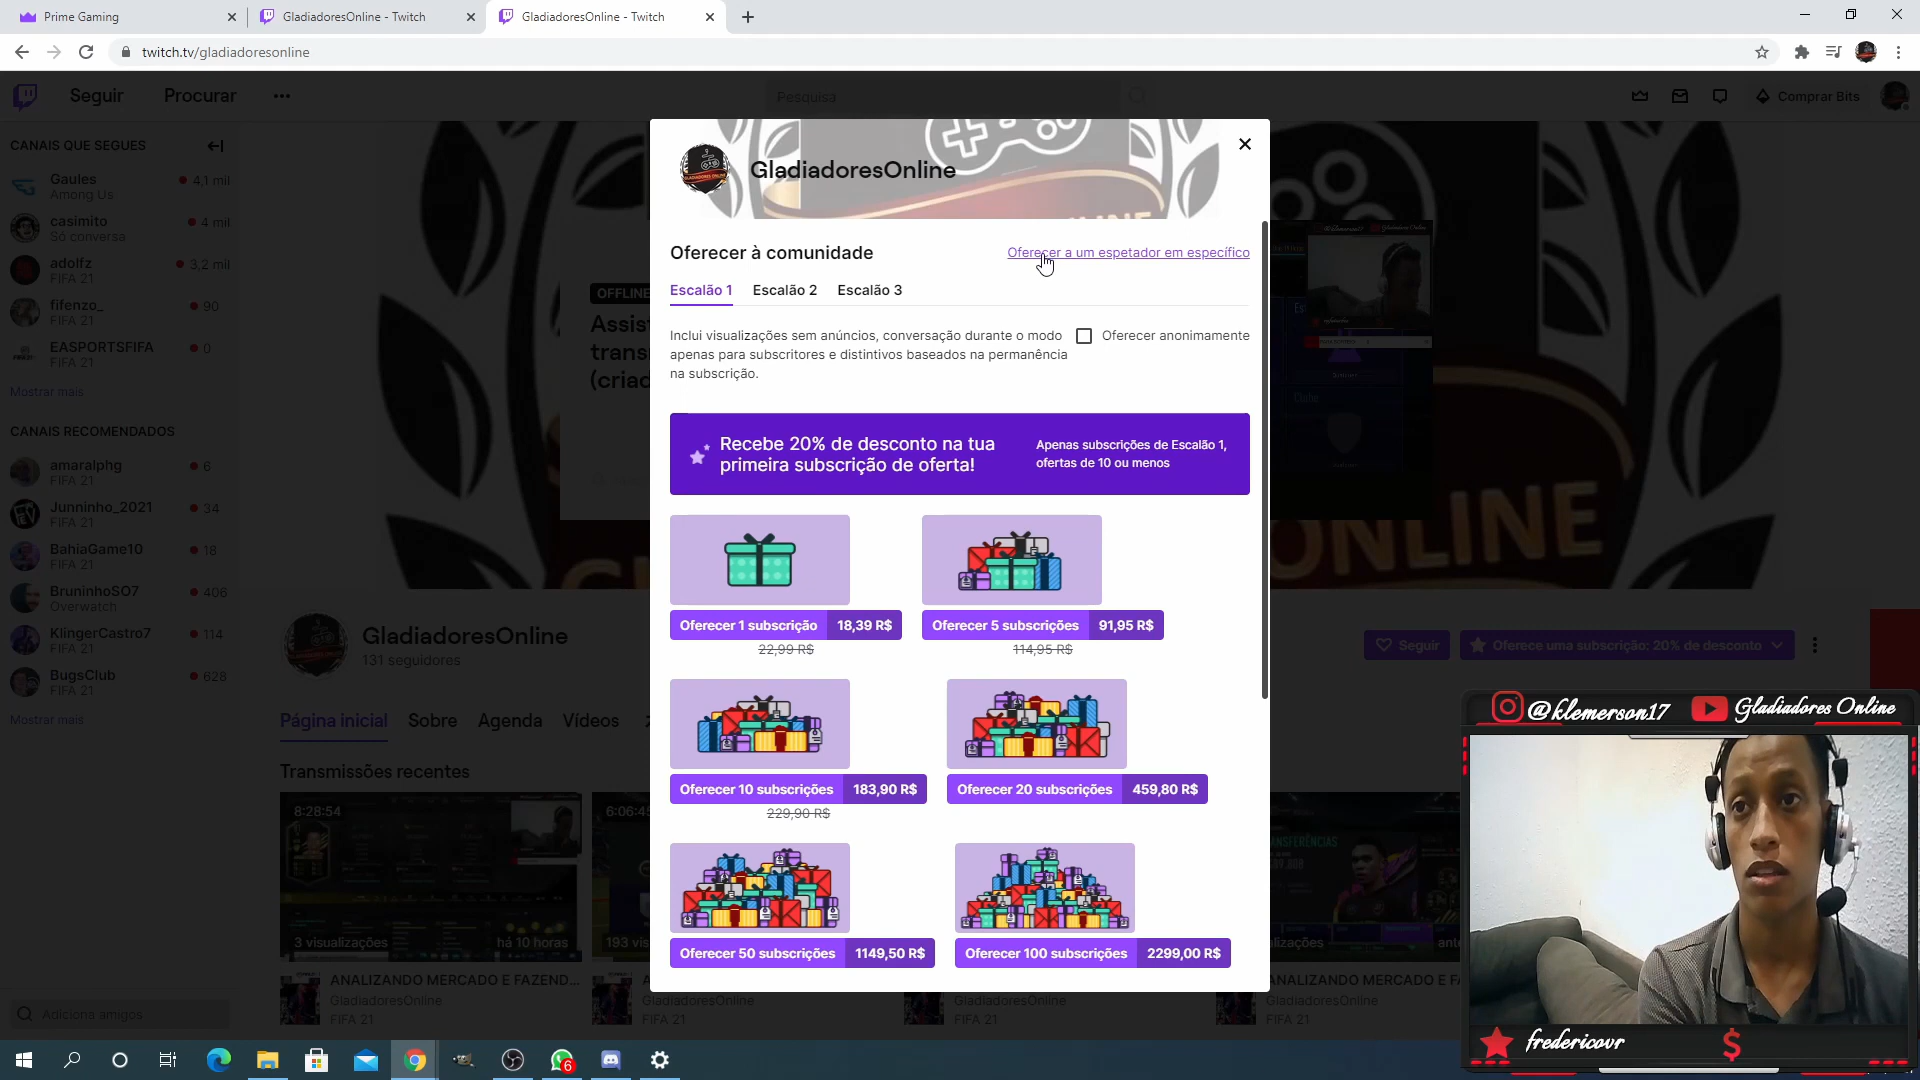 Prime Gaming
GladiadoresOnline - Twitch
GladiadoresOnline - Twitch
twitch.tv/gladiadoresonline
Seguir
Procurar
Pesquisa
Comprar Bits
CANAIS QUE SEGUES
Gaules
4,1 mil
Among Us
casimito
4 mil
Só conversa
adolfz
3,2 mil
FIFA 21
fifenzo_
90
FIFA 21
EASPORTSFIFA
0
FIFA 21
Mostrar mais
CANAIS RECOMENDADOS
amaralphg
6
FIFA 21
Junninho_2021
34
FIFA 21
BahiaGame10
18
FIFA 21
BruninhoSO7
406
Overwatch
KlingerCastro7
114
FIFA 21
BugsClub
628
FIFA 21
Mostrar mais
Adiciona amigos
OFFLINE
Assis
trans
(criad
GladiadoresOnline
Oferecer à comunidade
Oferecer a um espetador em específico
Escalão 1
Escalão 2
Escalão 3
Inclui visualizações sem anúncios, conversação durante o modo
apenas para subscritores e distintivos baseados na permanência
na subscrição.
Oferecer anonimamente
Recebe 20% de desconto na tua
primeira subscrição de oferta!
Apenas subscrições de Escalão 1,
ofertas de 10 ou menos
Oferecer 1 subscrição 18,39 R$
22,99 R$
Oferecer 5 subscrições 91,95 R$
114,95 R$
Oferecer 10 subscrições 183,90 R$
229,90 R$
Oferecer 20 subscrições 459,80 R$
Oferecer 50 subscrições 1149,50 R$
Oferecer 100 subscrições 2299,00 R$
ONLINE
GladiadoresOnline
131 seguidores
Seguir
Oferece uma subscrição: 20% de desconto
Página inicial
Sobre
Agenda
Vídeos
Transmissões recentes
8:28:54
3 visualizações
há 10 horas
6:06:4
193 vis
ANALIZANDO MERCADO E FAZEND...
GladiadoresOnline
FIFA 21
GladiadoresOnline
FIFA 21
GladiadoresOnline
FIFA 21
ANALIZANDO MERCADO E F
GladiadoresOnline
FIFA 21
@klemerson17
Gladiadores Online
fredericovr
$
6